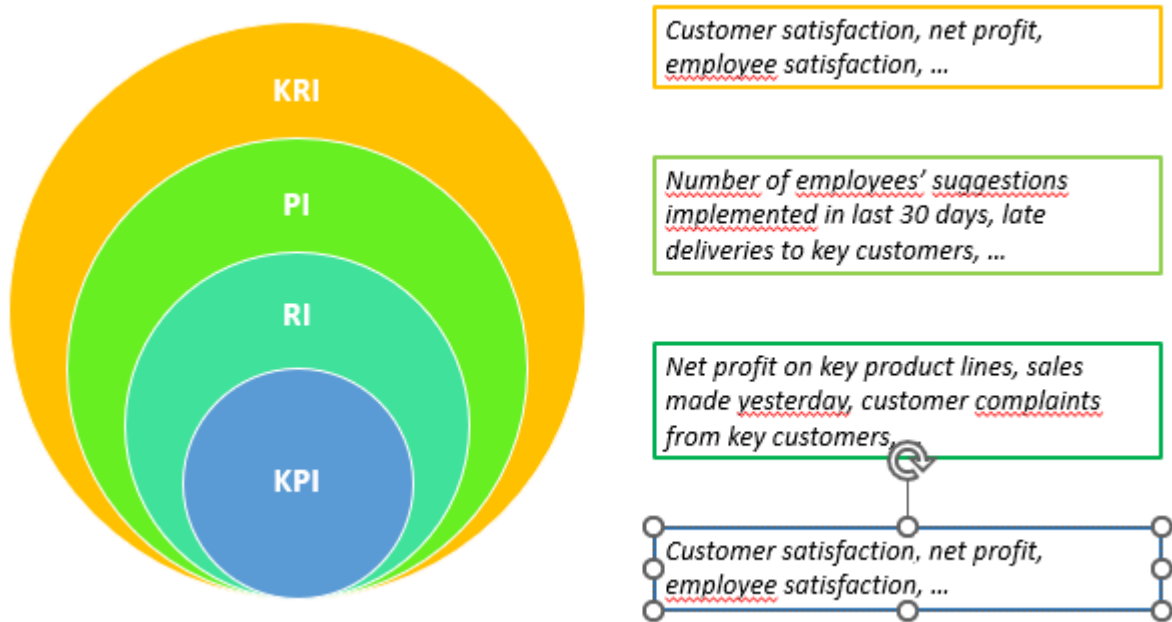 KRI
PI
RI
KPI
Customer satisfaction, net profit,
employee satisfaction, …
Number of employees’ suggestions
implemented in last 30 days, late
deliveries to key customers, …
Net profit on key product lines, sales
made yesterday, customer complaints
from key customers,
Customer satisfaction, net profit,
employee satisfaction, …